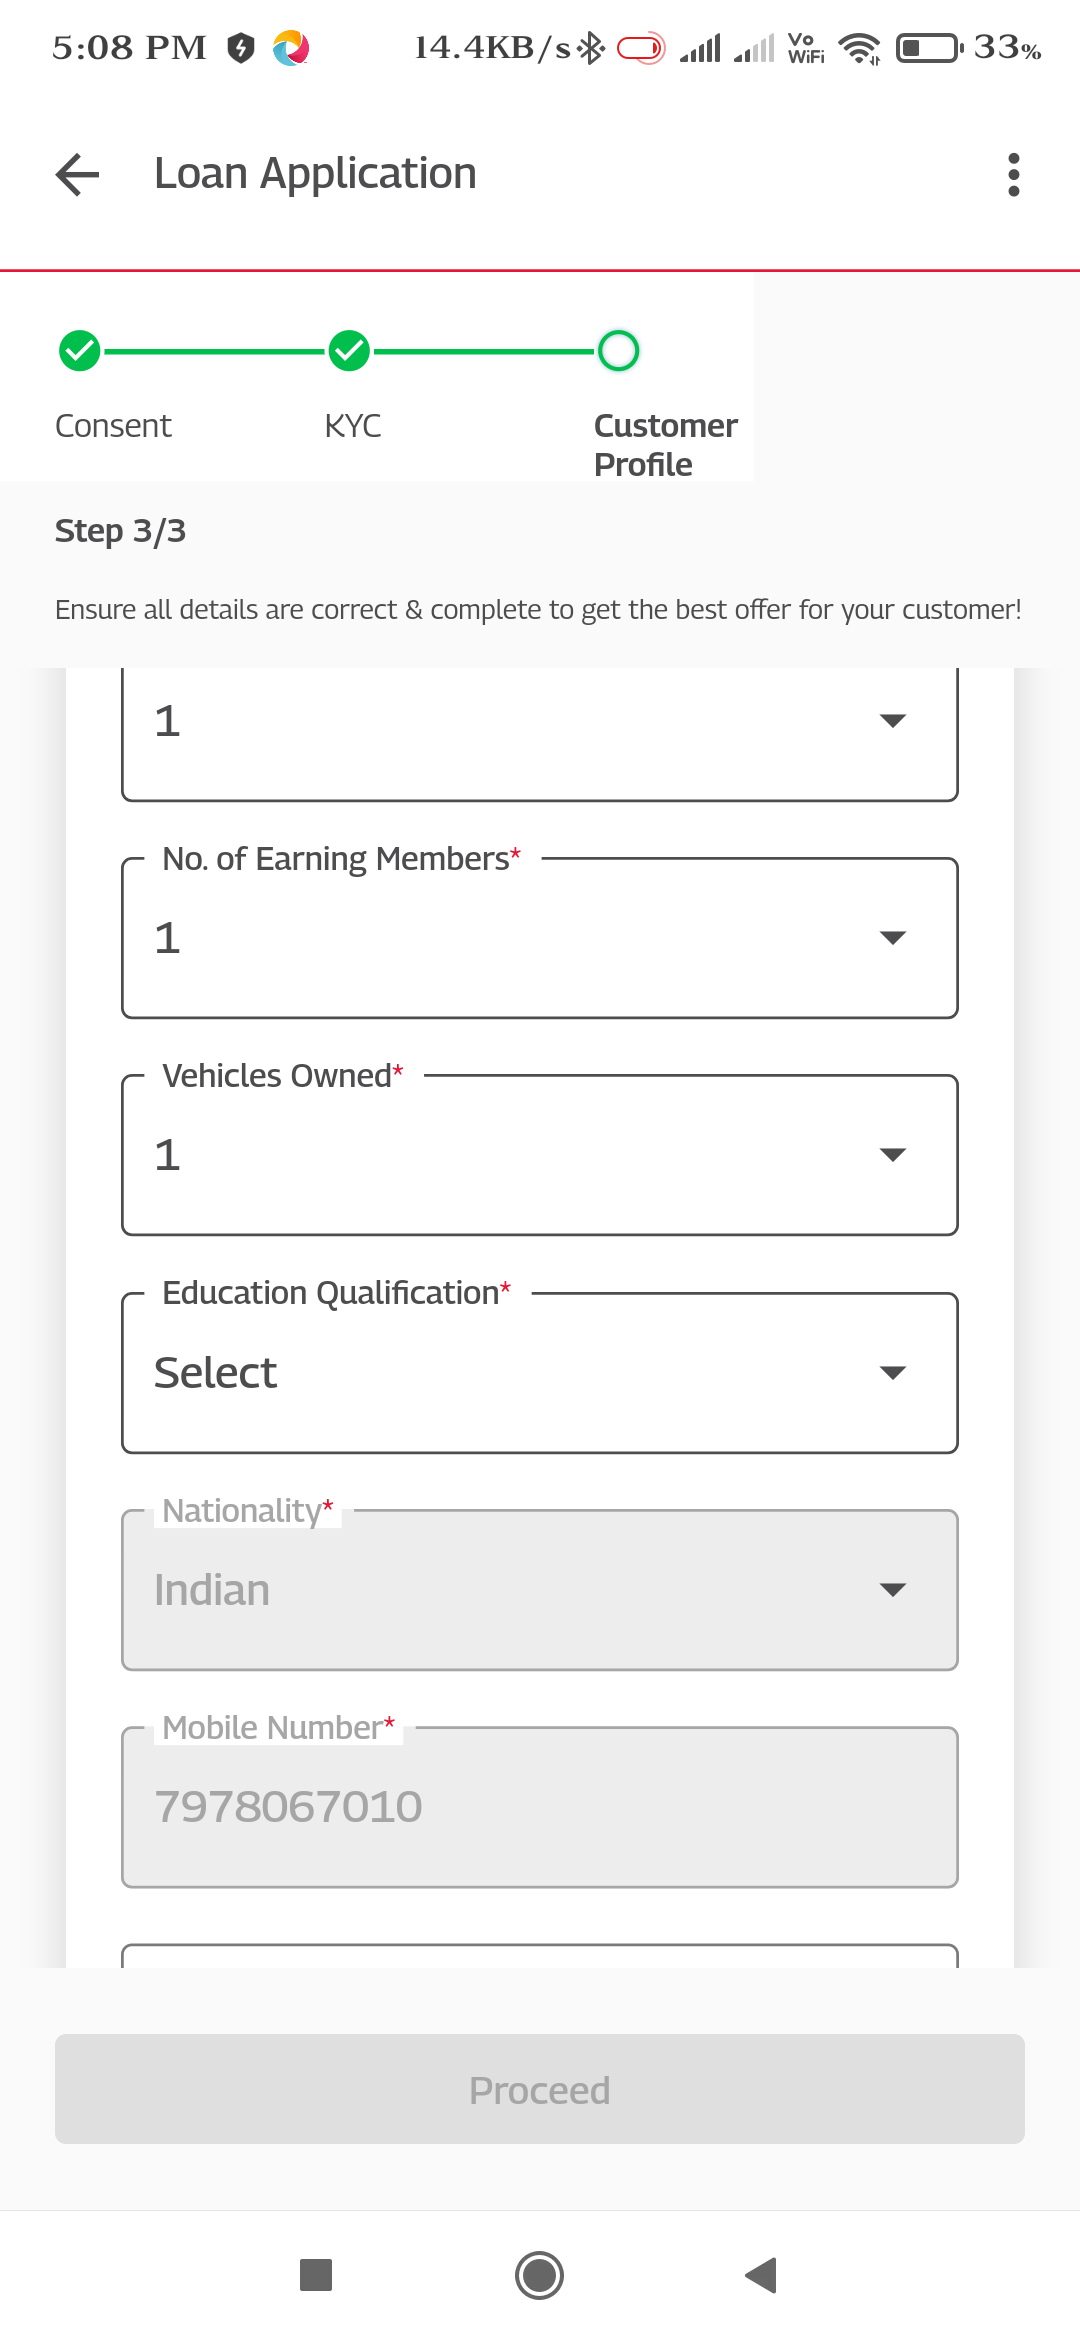 5:08 PM 14.4KB/s Vo WiFi 33%
Loan Application
Consent KYC Customer
Profile
Step 3/3
Ensure all details are correct & complete to get the best offer for your customer!
1
No. of Earning Members*
1
Vehicles Owned*
1
Education Qualification*
Select
Nationality*
Indian
Mobile Number*
7978067010
Proceed